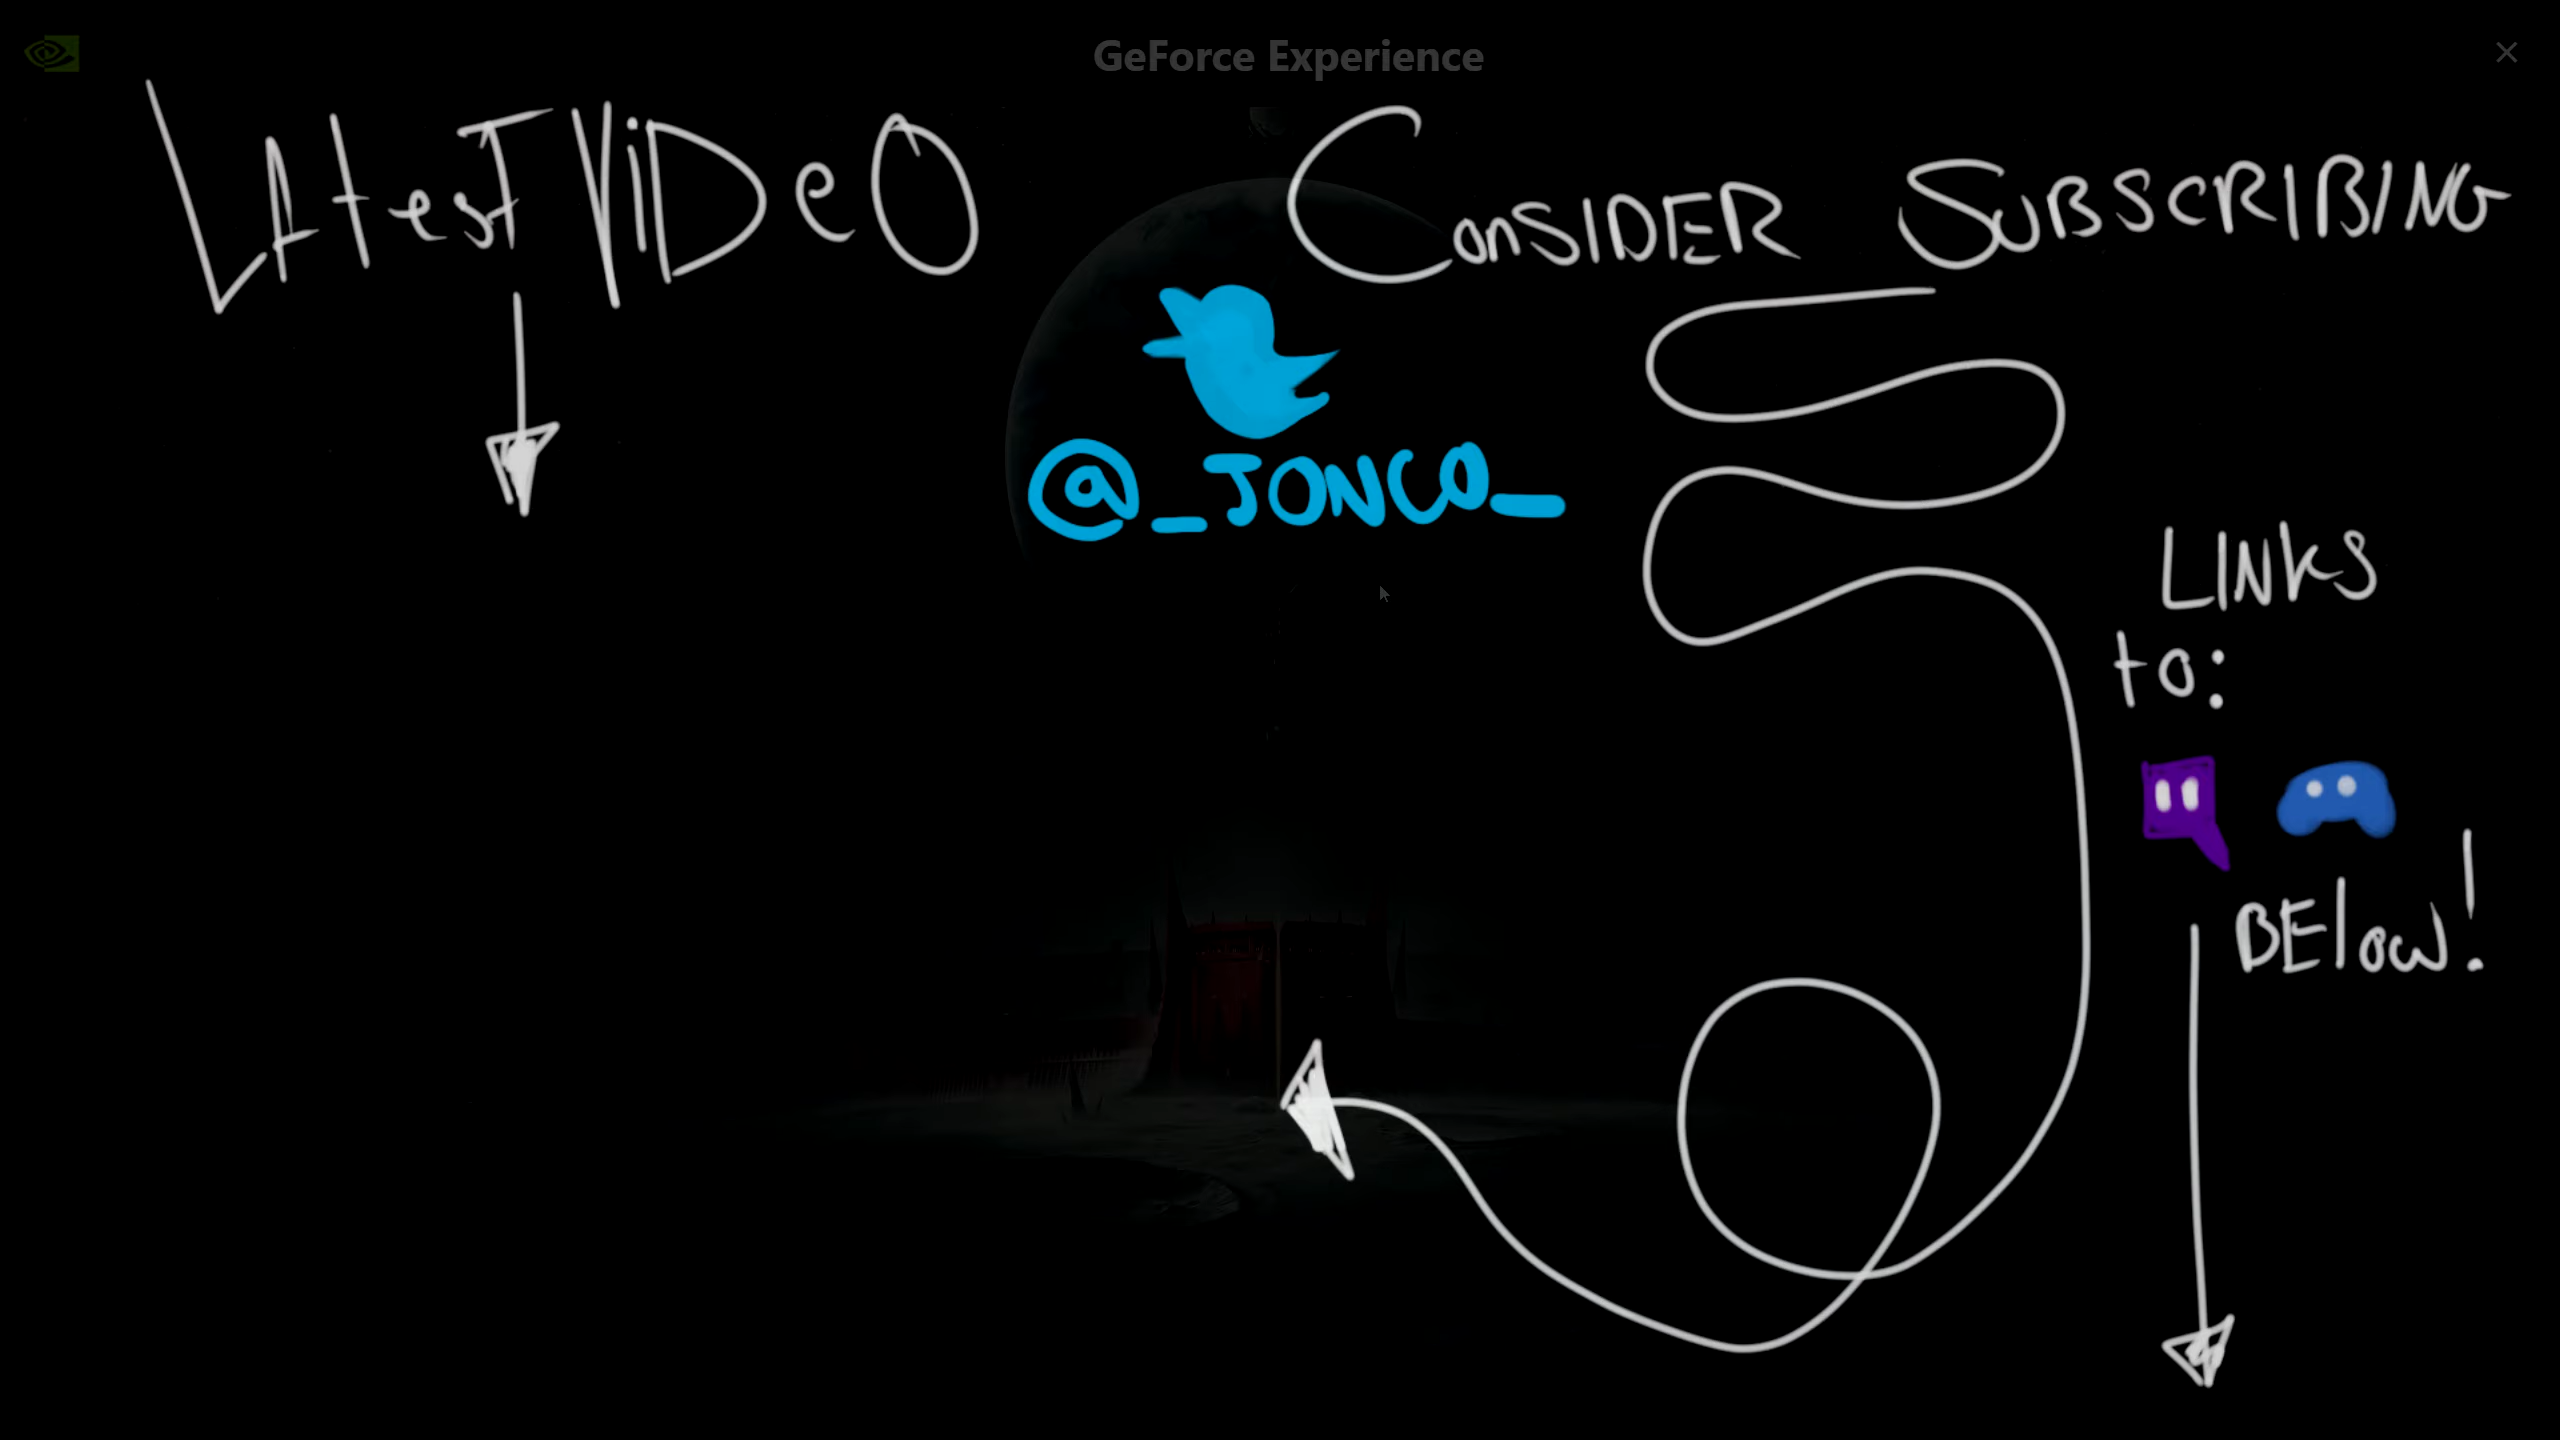 GeForce Experience
LAtesT ViDeO
ConSIDER SUBSCRIBING
@_JONCO_
LINKS
to:
BElow!